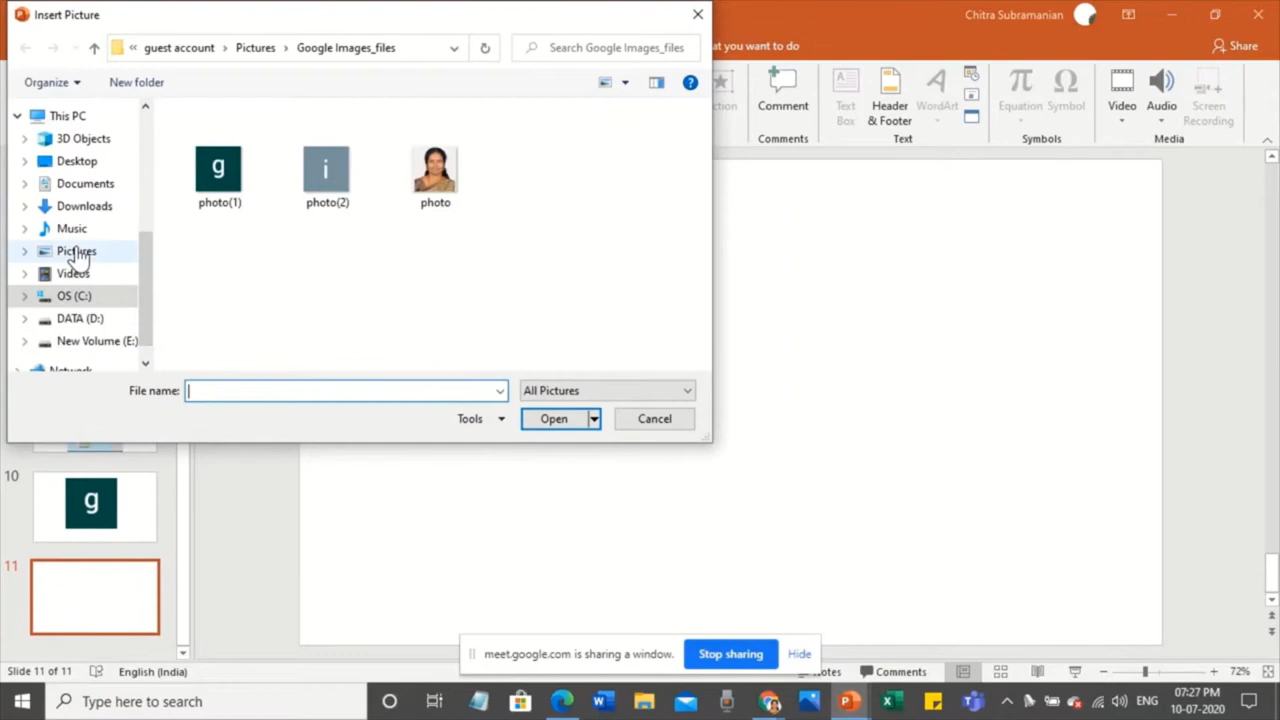 Insert Picture
Chitra Subramanian
at you want to do
Share
« guest account › Pictures › Google Images_files
Search Google Images_files
Organize
New folder
This PC
3D Objects
Desktop
Documents
Downloads
Music
Pictures
Videos
OS (C:)
DATA (D:)
New Volume (E:)
Network
g
i
photo(1)
photo(2)
photo
Comment
Comments
Text
Box
Header
& Footer
WordArt
Text
Equation
Symbol
Symbols
Video
Audio
Screen
Recording
Media
File name:
All Pictures
Tools
Open
Cancel
10
g
11
meet.google.com is sharing a window.
Stop sharing
Hide
Slide 11 of 11
English (India)
Comments
72%
Type here to search
ENG
07:27 PM
10-07-2020